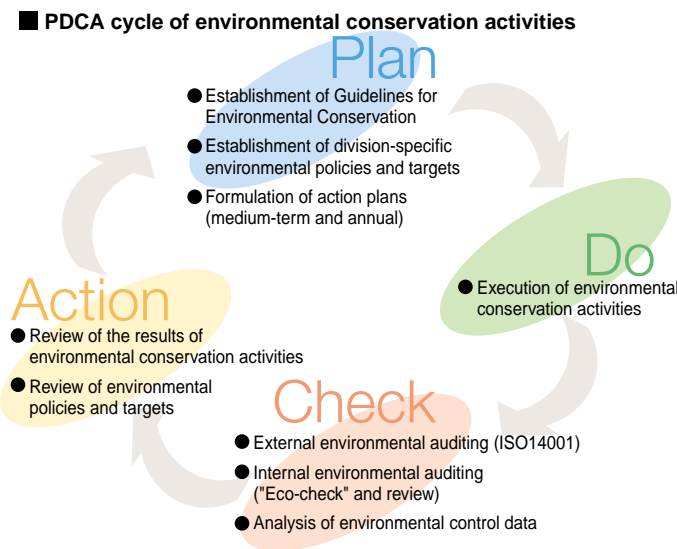 ■ PDCA cycle of environmental conservation activities
Plan
● Establishment of Guidelines for
Environmental Conservation
● Establishment of division-specific
environmental policies and targets
● Formulation of action plans
(medium-term and annual)
Do
● Execution of environmental
conservation activities
Action
● Review of the results of
environmental conservation activities
● Review of environmental
policies and targets
Check
● External environmental auditing (ISO14001)
● Internal environmental auditing
("Eco-check" and review)
● Analysis of environmental control data